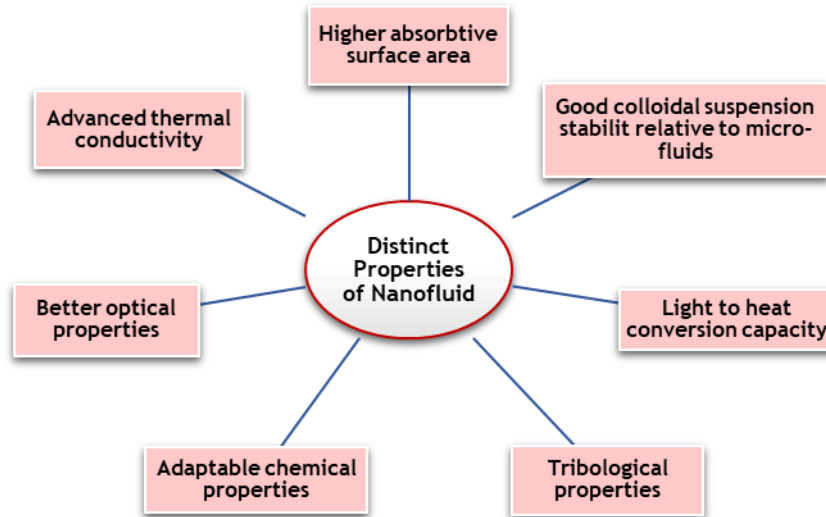 Higher absorbtive
surface area
Advanced thermal
conductivity
Good colloidal suspension
stabilit relative to micro-
fluids
Distinct
Properties
of Nanofluid
Better optical
properties
Light to heat
conversion capacity
Adaptable chemical
properties
Tribological
properties